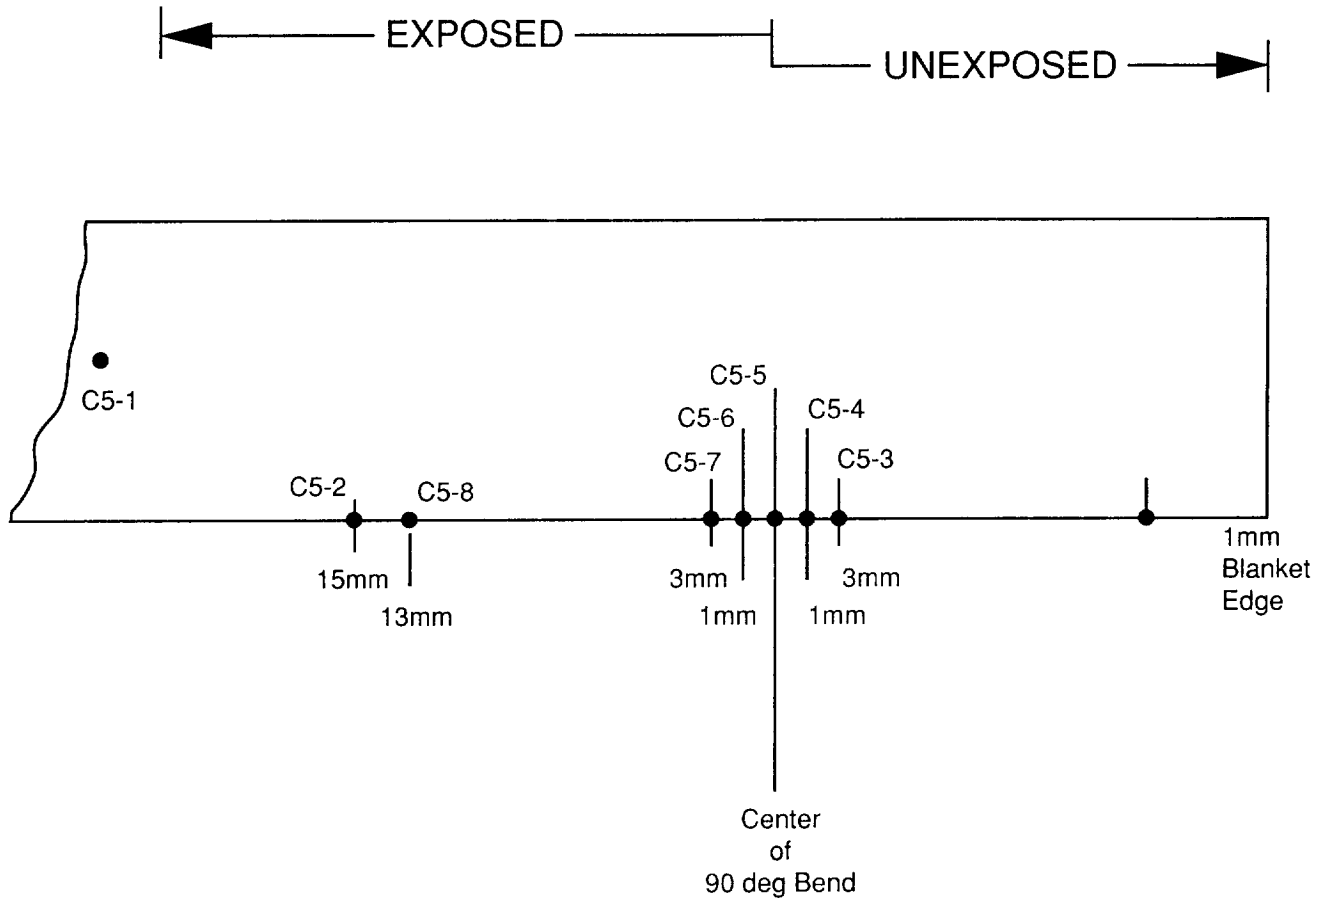 EXPOSED
UNEXPOSED
C5-1
C5-5
C5-6
C5-4
C5-7
C5-3
C5-2
C5-8
15mm
13mm
3mm
1mm
3mm
1mm
1mm
Blanket
Edge
Center
of
90 deg Bend